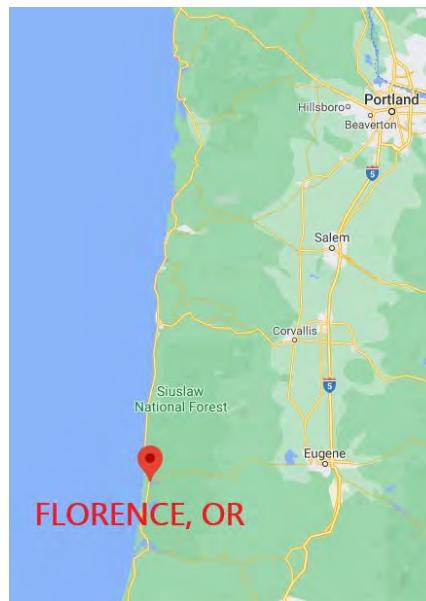 Portland
Hillsboro
Beaverton
5
Salem
Corvallis
Siuslaw
National Forest
5
Eugene
FLORENCE, OR